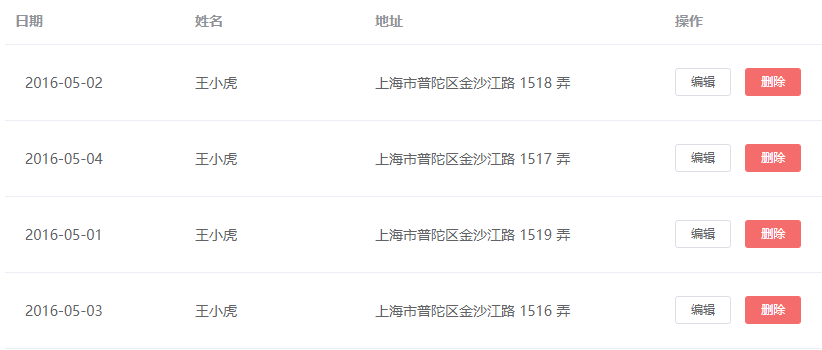 日期 姓名 地址 操作
2016-05-02 王小虎 上海市普陀区金沙江路 1518 弄 编辑 删除
2016-05-04 王小虎 上海市普陀区金沙江路 1517 弄 编辑 删除
2016-05-01 王小虎 上海市普陀区金沙江路 1519 弄 编辑 删除
2016-05-03 王小虎 上海市普陀区金沙江路 1516 弄 编辑 删除